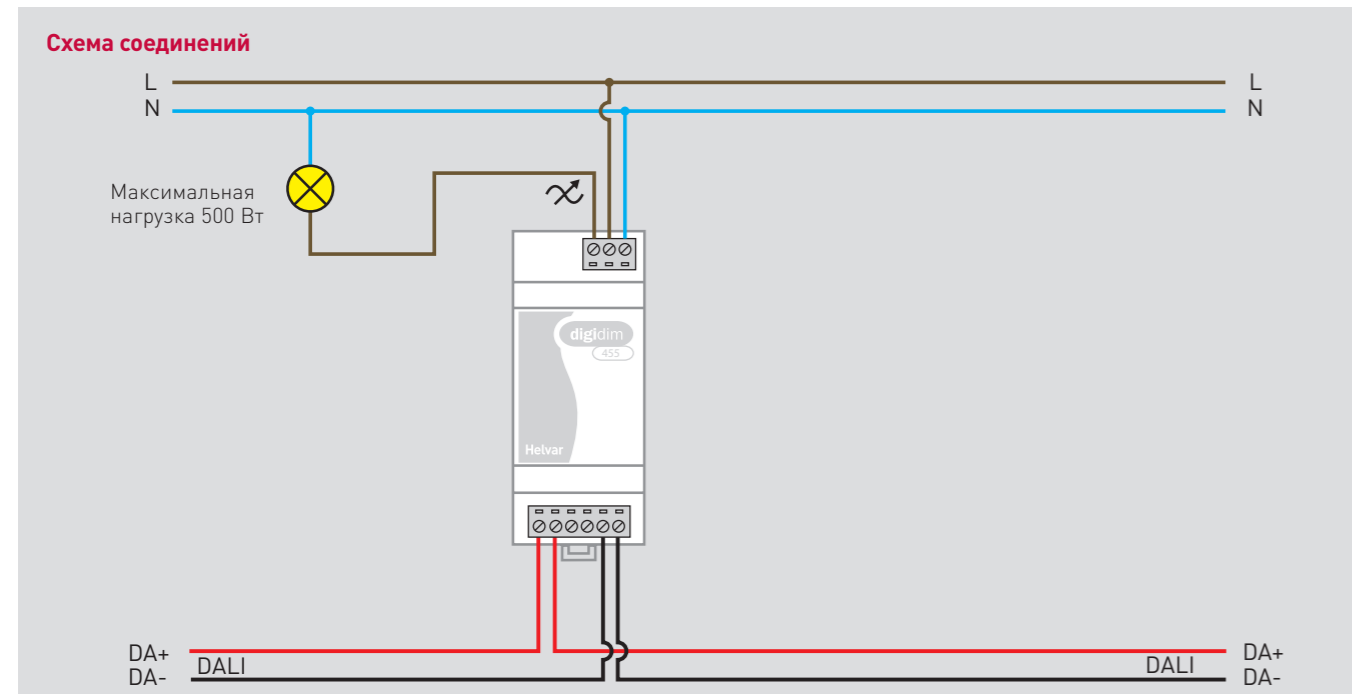 Схема соединений
L
L
N
N
Максимальная
нагрузка 500 Вт
digidim
455
Helvar
DA+
DALI
DA-
DA+
DALI
DA-